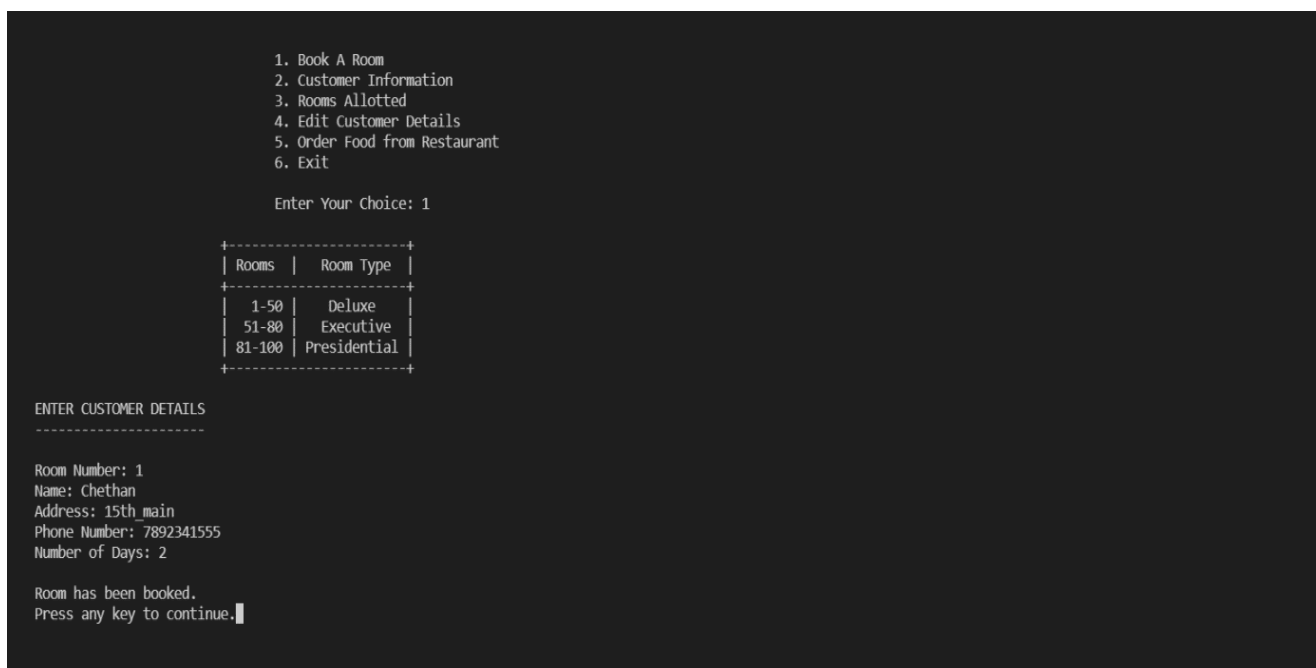 1. Book A Room
2. Customer Information
3. Rooms Allotted
4. Edit Customer Details
5. Order Food from Restaurant
6. Exit
Enter Your Choice: 1
+-----------------------+
| Rooms | Room Type |
+-----------------------+
| 1-50 | Deluxe |
| 51-80 | Executive |
| 81-100 | Presidential |
+-----------------------+
ENTER CUSTOMER DETAILS
----------------------
Room Number: 1
Name: Chethan
Address: 15th_main
Phone Number: 7892341555
Number of Days: 2
Room has been booked.
Press any key to continue.